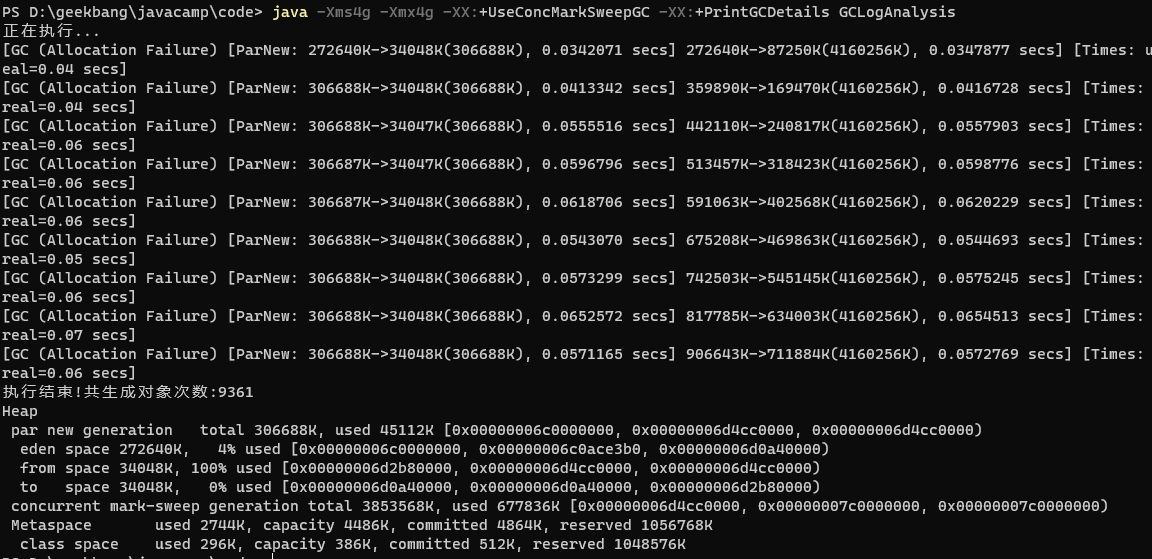 PS D:\geekbang\javacamp\code> java -Xms4g -Xmx4g -XX:+UseConcMarkSweepGC -XX:+PrintGCDetails GCLogAnalysis
正在执行...
[GC (Allocation Failure) [ParNew: 272640K->34048K(306688K), 0.0342071 secs] 272640K->87250K(4160256K), 0.0347877 secs] [Times: u
eal=0.04 secs]
[GC (Allocation Failure) [ParNew: 306688K->34048K(306688K), 0.0413342 secs] 359890K->169470K(4160256K), 0.0416728 secs] [Times:
real=0.04 secs]
[GC (Allocation Failure) [ParNew: 306688K->34047K(306688K), 0.0555516 secs] 442110K->240817K(4160256K), 0.0557903 secs] [Times:
real=0.06 secs]
[GC (Allocation Failure) [ParNew: 306687K->34047K(306688K), 0.0596796 secs] 513457K->318423K(4160256K), 0.0598776 secs] [Times:
real=0.06 secs]
[GC (Allocation Failure) [ParNew: 306687K->34048K(306688K), 0.0618706 secs] 591063K->402568K(4160256K), 0.0620229 secs] [Times:
real=0.06 secs]
[GC (Allocation Failure) [ParNew: 306688K->34048K(306688K), 0.0543070 secs] 675208K->469863K(4160256K), 0.0544693 secs] [Times:
real=0.05 secs]
[GC (Allocation Failure) [ParNew: 306688K->34048K(306688K), 0.0573299 secs] 742503K->545145K(4160256K), 0.0575245 secs] [Times:
real=0.06 secs]
[GC (Allocation Failure) [ParNew: 306688K->34048K(306688K), 0.0652572 secs] 817785K->634003K(4160256K), 0.0654513 secs] [Times:
real=0.07 secs]
[GC (Allocation Failure) [ParNew: 306688K->34048K(306688K), 0.0571165 secs] 906643K->711884K(4160256K), 0.0572769 secs] [Times:
real=0.06 secs]
执行结束!共生成对象次数:9361
Heap
 par new generation   total 306688K, used 45112K [0x00000006c0000000, 0x00000006d4cc0000, 0x00000006d4cc0000)
  eden space 272640K,   4% used [0x00000006c0000000, 0x00000006c0ace3b0, 0x00000006d0a40000)
  from space 34048K, 100% used [0x00000006d2b80000, 0x00000006d4cc0000, 0x00000006d4cc0000)
  to   space 34048K,   0% used [0x00000006d0a40000, 0x00000006d0a40000, 0x00000006d2b80000)
 concurrent mark-sweep generation total 3853568K, used 677836K [0x00000006d4cc0000, 0x00000007c0000000, 0x00000007c0000000)
 Metaspace       used 2744K, capacity 4486K, committed 4864K, reserved 1056768K
  class space    used 296K, capacity 386K, committed 512K, reserved 1048576K